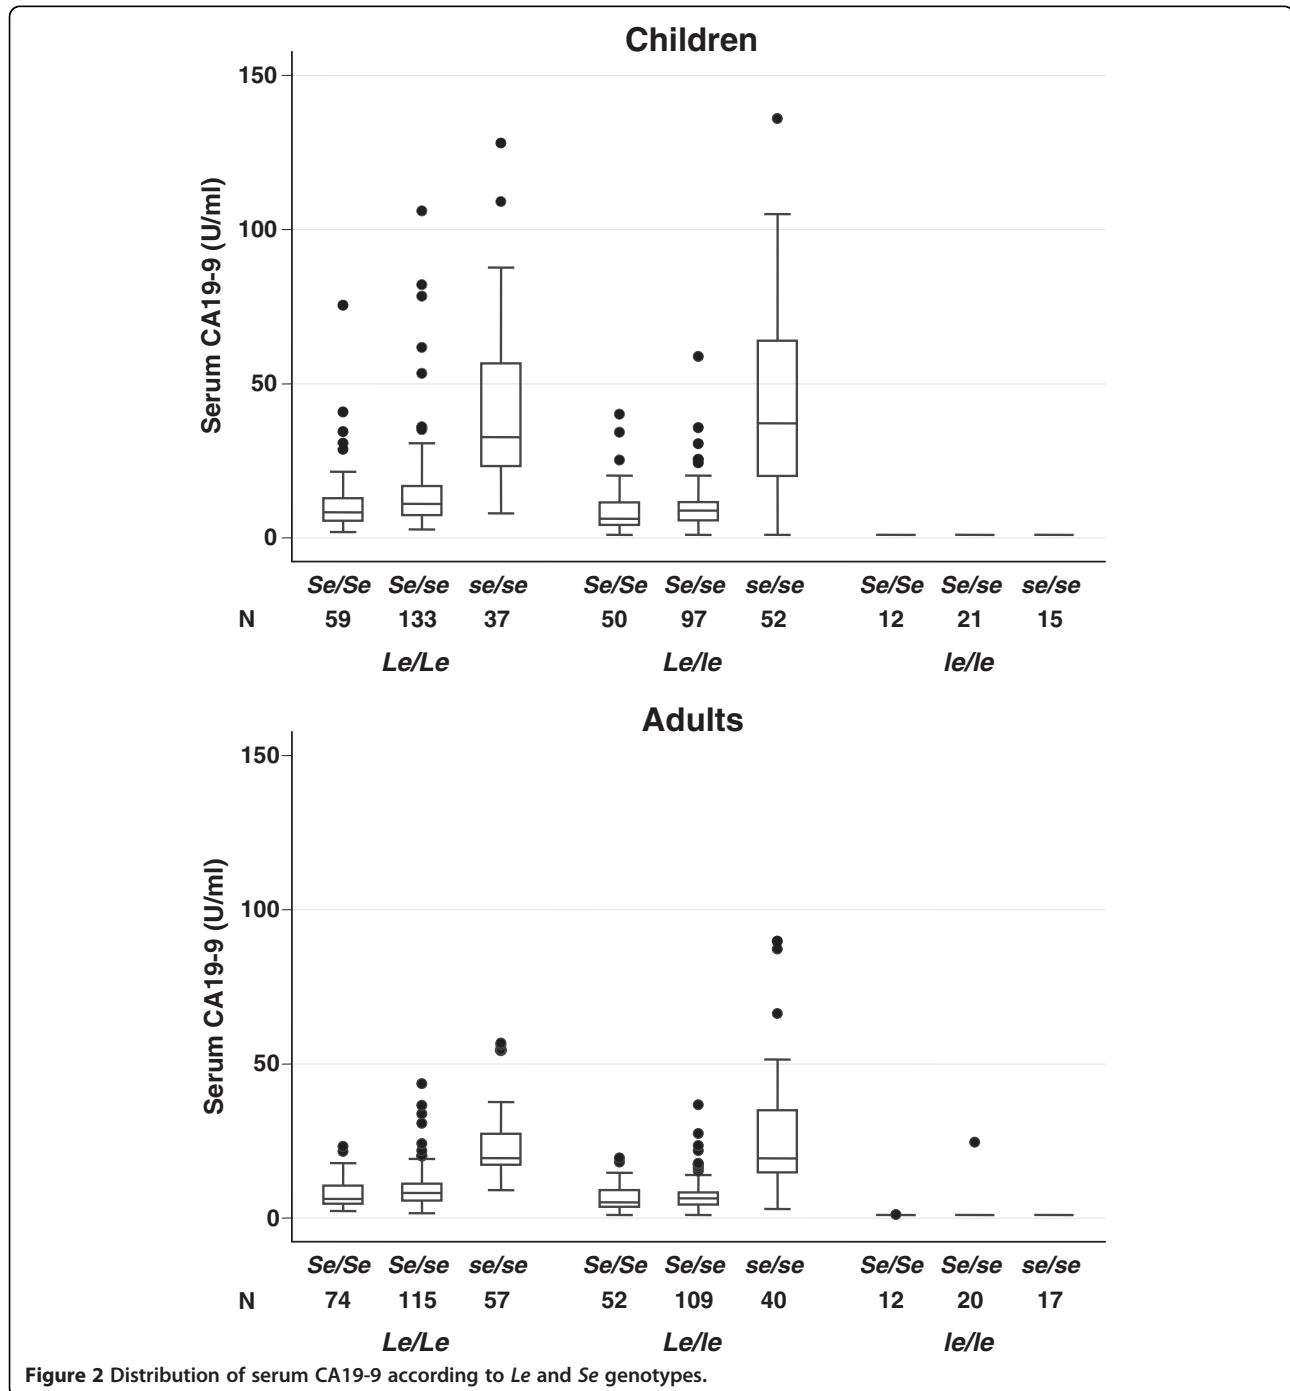 Children
Serum CA19-9 (U/ml)
150
100
50
0
Se/Se Se/se se/se Se/Se Se/se se/se Se/Se Se/se se/se
N 59 133 37 50 97 52 12 21 15
Le/Le Le/le le/le
Adults
Serum CA19-9 (U/ml)
150
100
50
0
Se/Se Se/se se/se Se/Se Se/se se/se Se/Se Se/se se/se
N 74 115 57 52 109 40 12 20 17
Le/Le Le/le le/le
Figure 2 Distribution of serum CA19-9 according to Le and Se genotypes.